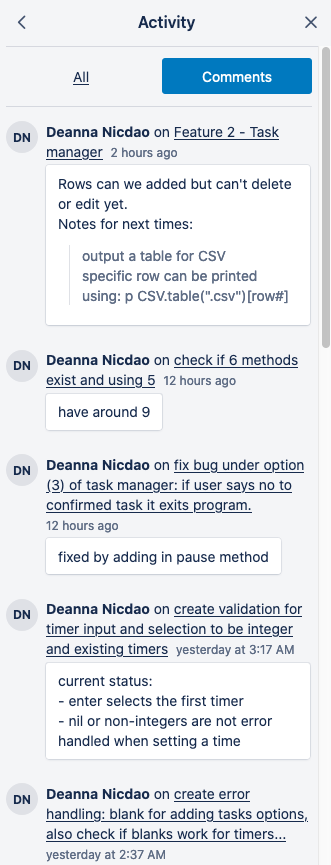 Activity
All
Comments
DN
Deanna Nicdao on Feature 2 - Task
manager 2 hours ago
Rows can we added but can't delete
or edit yet.
Notes for next times:
output a table for CSV
specific row can be printed
using: p CSV.table(".csv")[row#]
DN
Deanna Nicdao on check if 6 methods
exist and using 5 12 hours ago
have around 9
DN
Deanna Nicdao on fix bug under option
(3) of task manager: if user says no to
confirmed task it exits program.
12 hours ago
fixed by adding in pause method
DN
Deanna Nicdao on create validation for
timer input and selection to be integer
and existing timers yesterday at 3:17 AM
current status:
- enter selects the first timer
- nil or non-integers are not error
handled when setting a time
DN
Deanna Nicdao on create error
handling: blank for adding tasks options,
also check if blanks work for timers...
yesterday at 2:37 AM